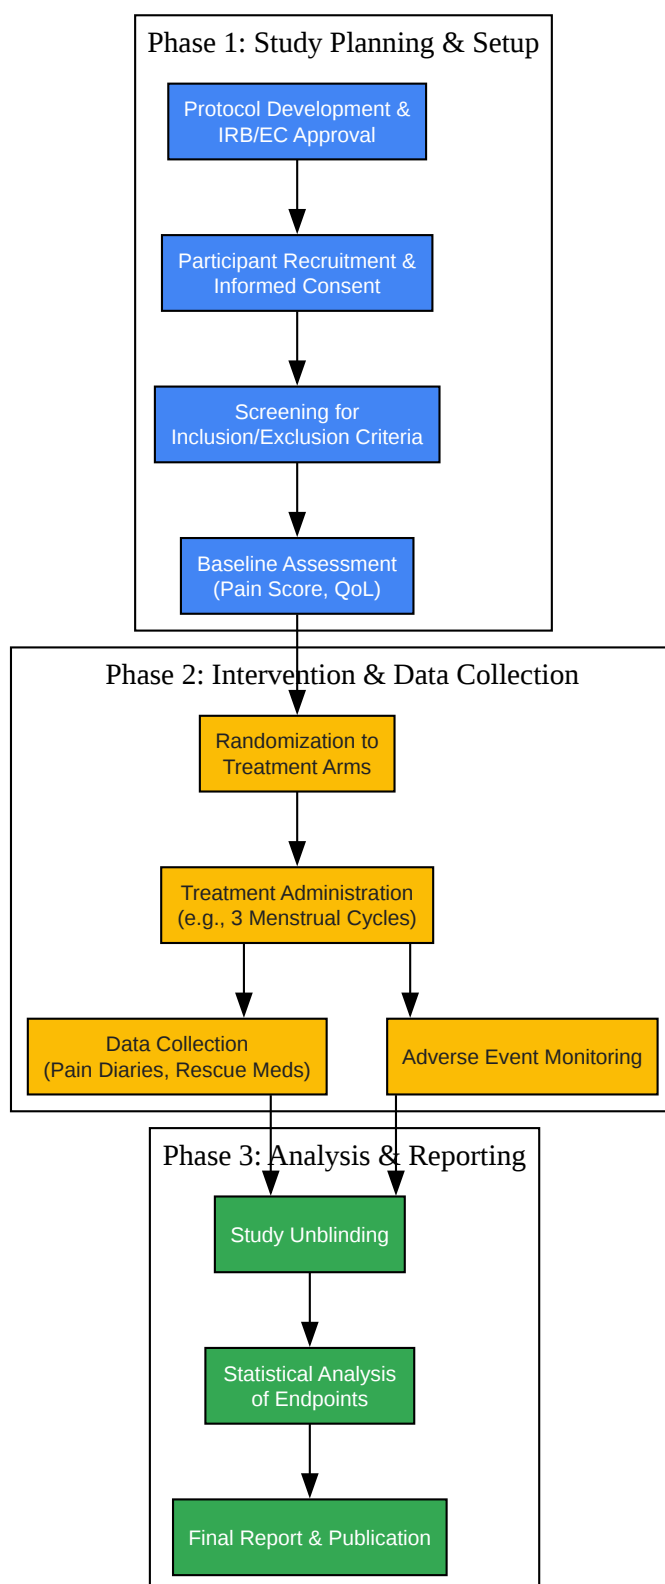 Phase 1: Study Planning & Setup
Protocol Development &
IRB/EC Approval
Participant Recruitment &
Informed Consent
Screening for
Inclusion/Exclusion Criteria
Baseline Assessment
(Pain Score, QoL)
Phase 2: Intervention & Data Collection
Randomization to
Treatment Arms
Treatment Administration
(e.g., 3 Menstrual Cycles)
Data Collection
(Pain Diaries, Rescue Meds)
Adverse Event Monitoring
Phase 3: Analysis & Reporting
Study Unblinding
Statistical Analysis
of Endpoints
Final Report & Publication